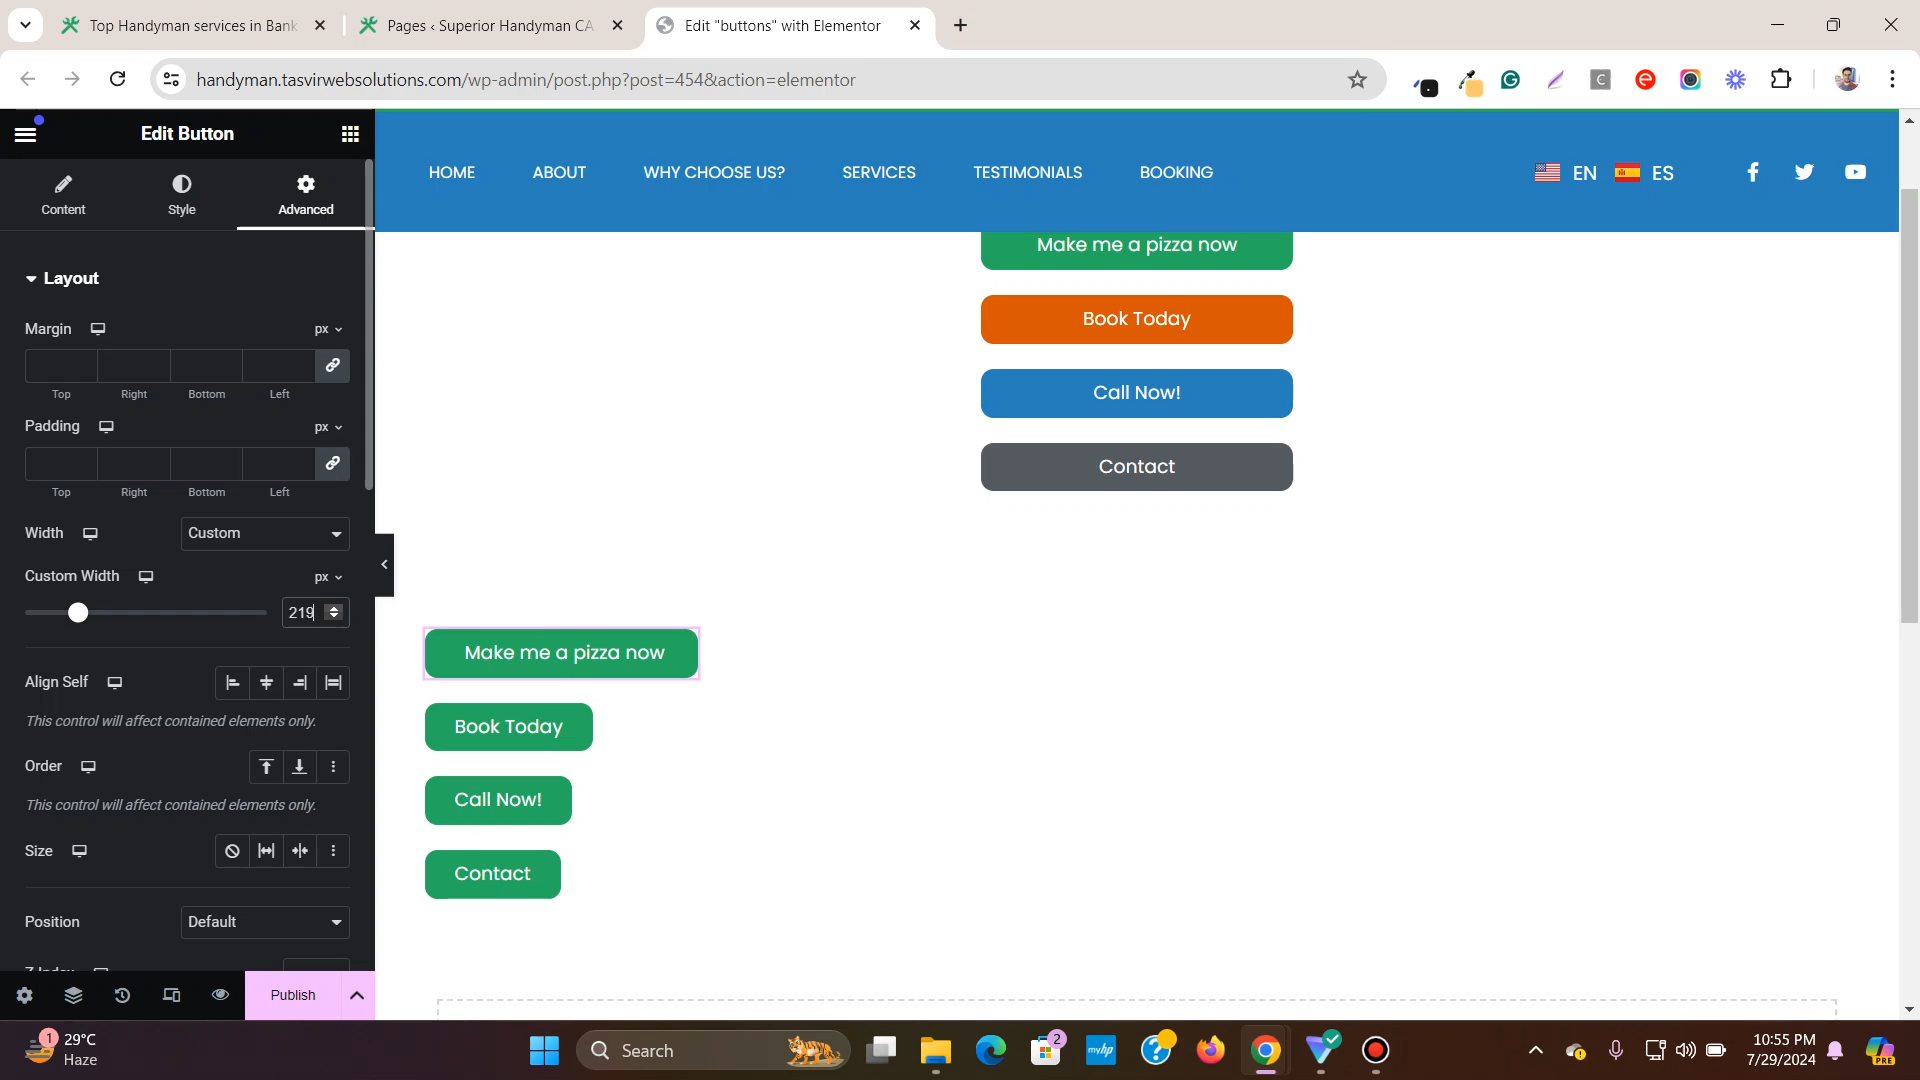 Top Handyman services in Bank
Pages ‹ Superior Handyman CA
Edit "buttons" with Elementor
handyman.tasvirwebsolutions.com/wp-admin/post.php?post=454&action=elementor
Edit Button
Content
Style
Advanced
Layout
Margin
px
Top
Right
Bottom
Left
Padding
px
Top
Right
Bottom
Left
Width
Custom
Custom Width
px
219
Align Self
This control will affect contained elements only.
Order
This control will affect contained elements only.
Size
Position
Default
Publish
HOME
ABOUT
WHY CHOOSE US?
SERVICES
TESTIMONIALS
BOOKING
EN
ES
Make me a pizza now
Book Today
Call Now!
Contact
Make me a pizza now
Book Today
Call Now!
Contact
1
29°C
Haze
Search
2
myhp
10:55 PM
7/29/2024
PRE